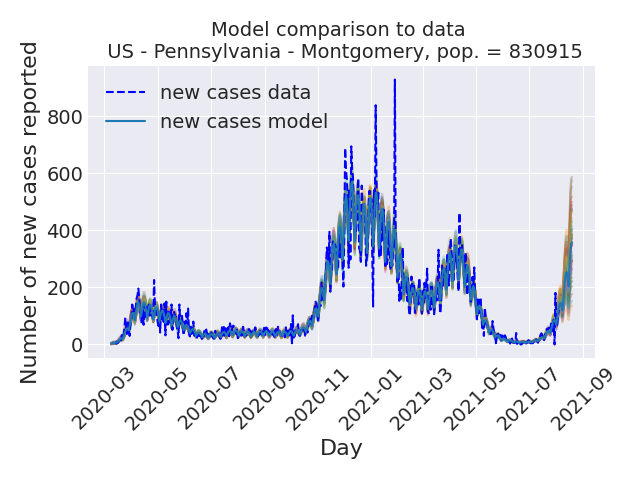 Model comparison to data
US - Pennsylvania - Montgomery, pop. = 830915
Number of new cases reported
800
600
400
200
0
new cases data
new cases model
2020-03
2020-05
2020-07
2020-09
2020-11
2021-01
2021-03
2021-05
2021-07
2021-09
Day